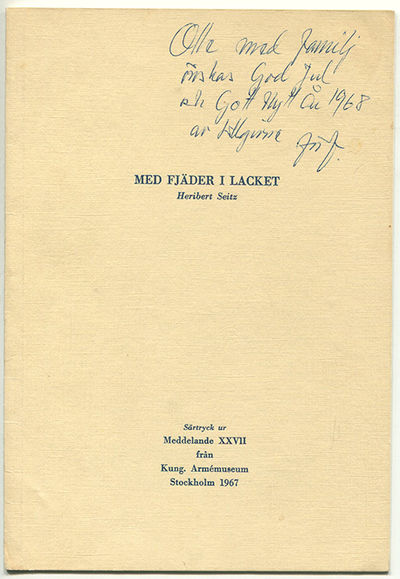 Olle med familj
önskas God Jul
och Gott Nytt År 1968
av tillgivne
MED FJÄDER I LACKET
Heribert Seitz
Särtryck ur
Meddelande XXVII
från
Kung. Armémuseum
Stockholm 1967